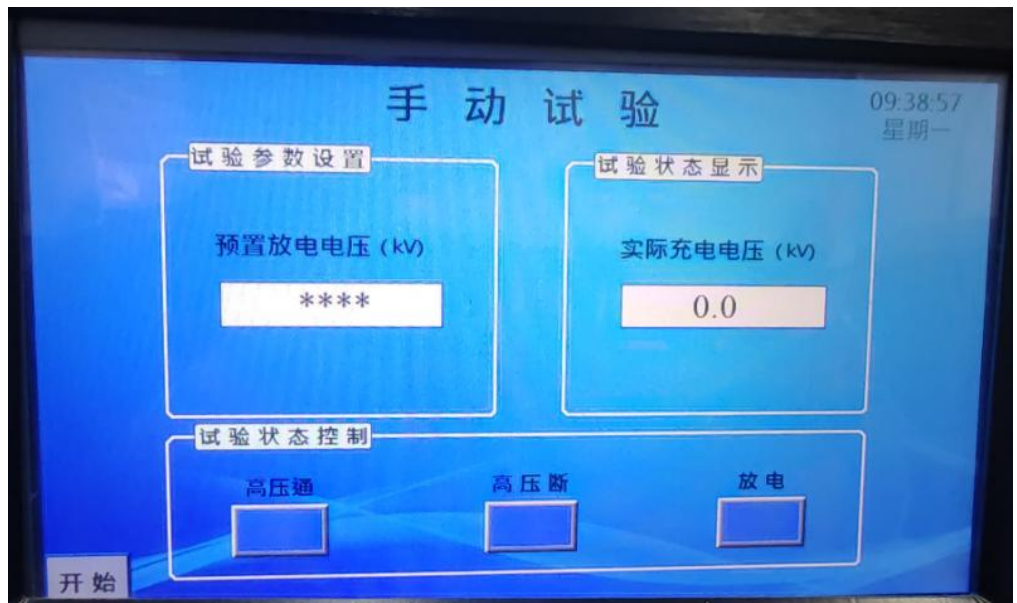 手动试验
09:38:57
星期一
试验参数设置
试验状态显示
预置放电电压(kV)
实际充电电压(kV)
****
0.0
试验状态控制
高压通
高压断
放电
开始